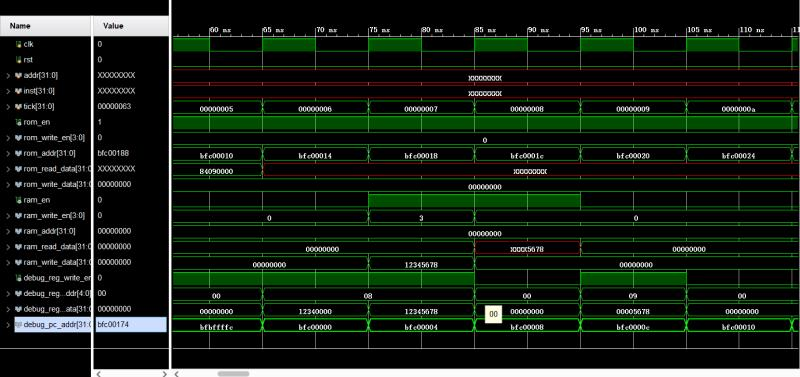 Name Value 60 ns 65 ns 70 ns 75 ns 80 ns 85 ns 90 ns 95 ns 100 ns 105 ns 110 ns
clk 0
rst 0
addr[31:0] XXXXXXXX XXXXXXXX
inst[31:0] XXXXXXXX XXXXXXXX
tick[31:0] 00000063 00000005 00000006 00000007 00000008 00000009 0000000a
rom_en 1
rom_write_en[3:0] 0 0
rom_addr[31:0] bfc00188 bfc00010 bfc00014 bfc00018 bfc0001c bfc00020 bfc00024
rom_read_data[31:0 XXXXXXXX 84090000 XXXXXXXX
rom_write_data[31: 00000000 00000000
ram_en 0
ram_write_en[3:0] 0 0 3 0
ram_addr[31:0] 00000000 00000000
ram_read_data[31:0 00000000 00000000 XXXX5678 00000000
ram_write_data[31: 00000000 00000000 12345678 00000000
debug_reg_write_en 0
debug_reg...ddr[4:0] 00 00 08 00 09 00
debug_reg...ata[31:0 00000000 00000000 12340000 12345678 00 00000000 00005678 00000000
debug_pc_addr[31:0 bfc00174 bfbffffc bfc00000 bfc00004 bfc00008 bfc0000c bfc00010